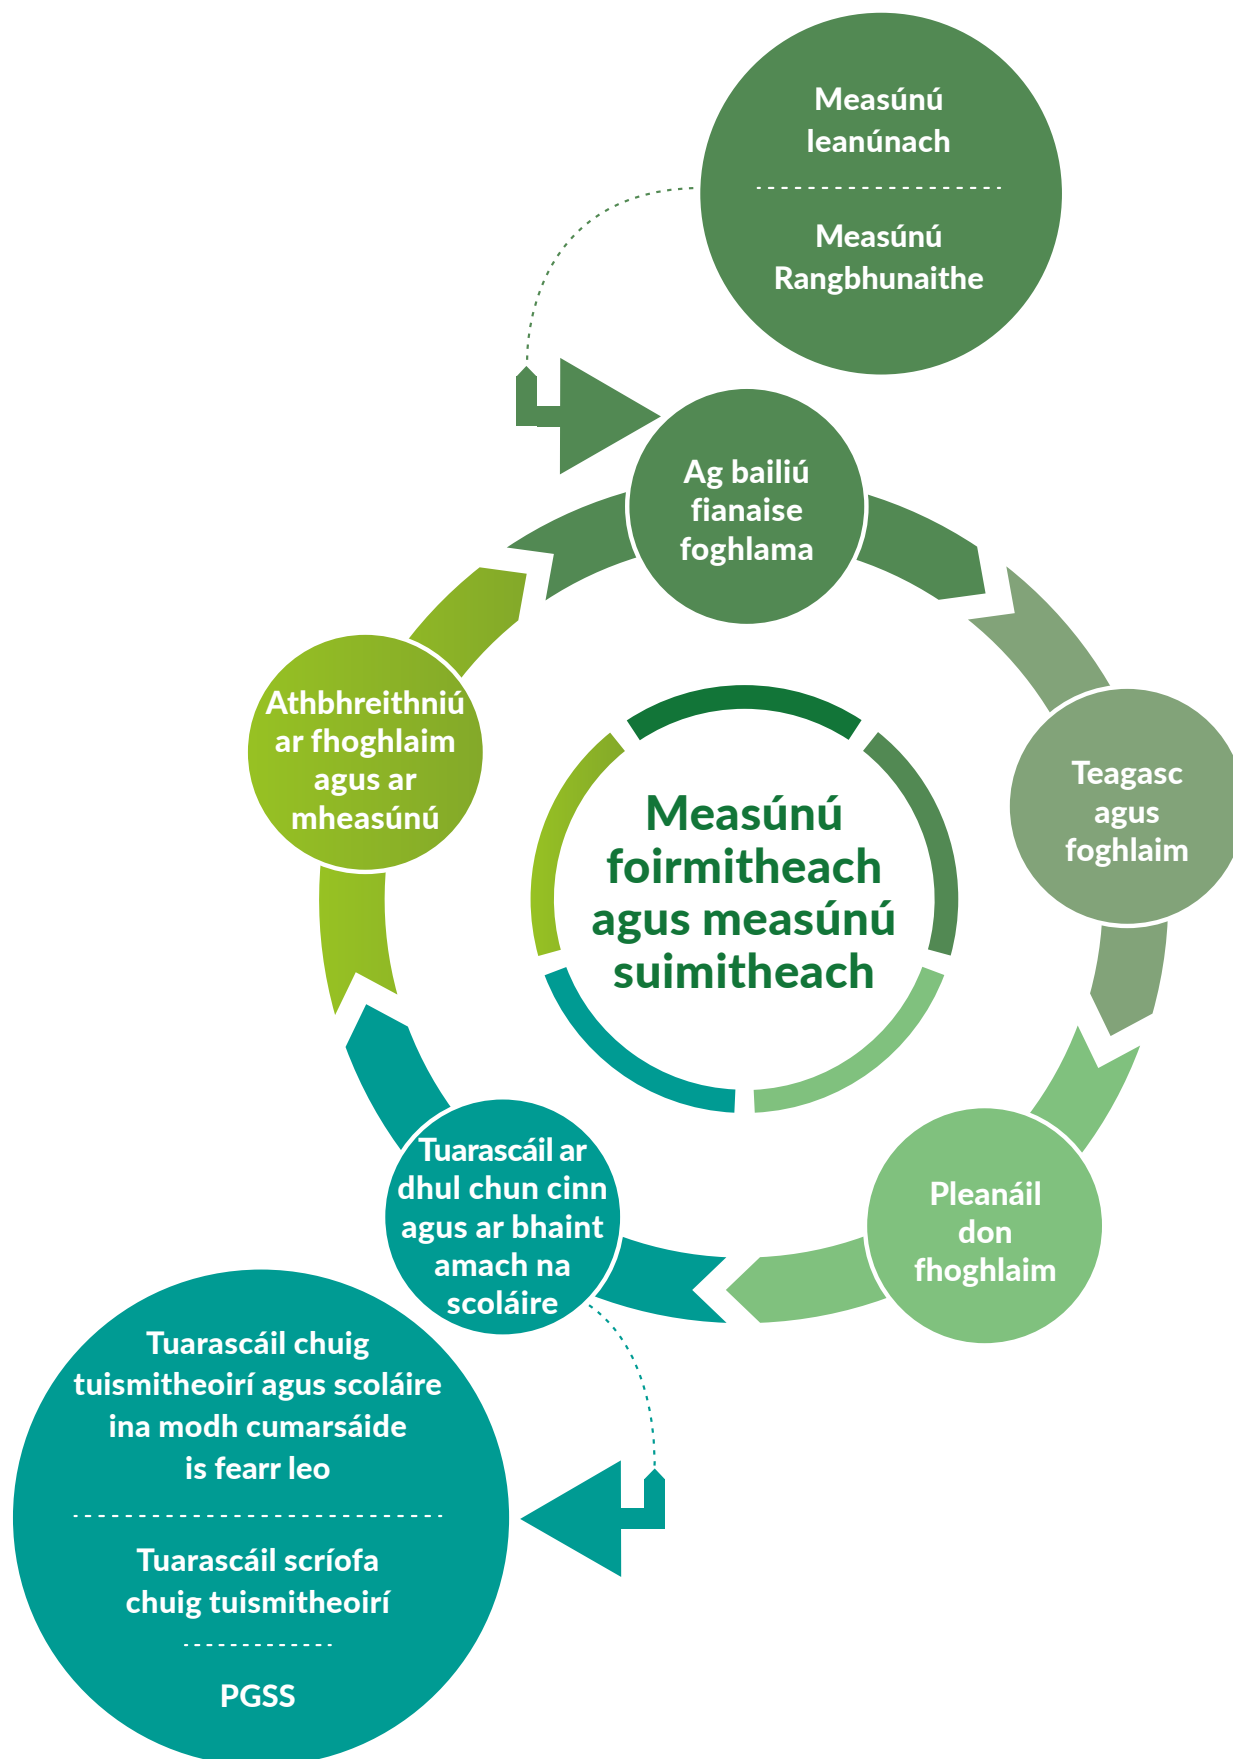 Measúnú
leanúnach
Measúnú
Rangbhunaithe
Ag bailiú
fianaise
foghlama
Teagasc
agus
foghlaim
Pleanáil
don
fhoghlaim
Tuarascáil ar
dhul chun cinn
agus ar bhaint
amach na
scoláire
Athbhreithniú
ar fhoghlaim
agus ar
mheasúnú
Measúnú
foirmitheach
agus measúnú
suimitheach
Tuarascáil chuig
tuismitheoirí agus scoláire
ina modh cumarsáide
is fearr leo
Tuarascáil scríofa
chuig tuismitheoirí
PGSS